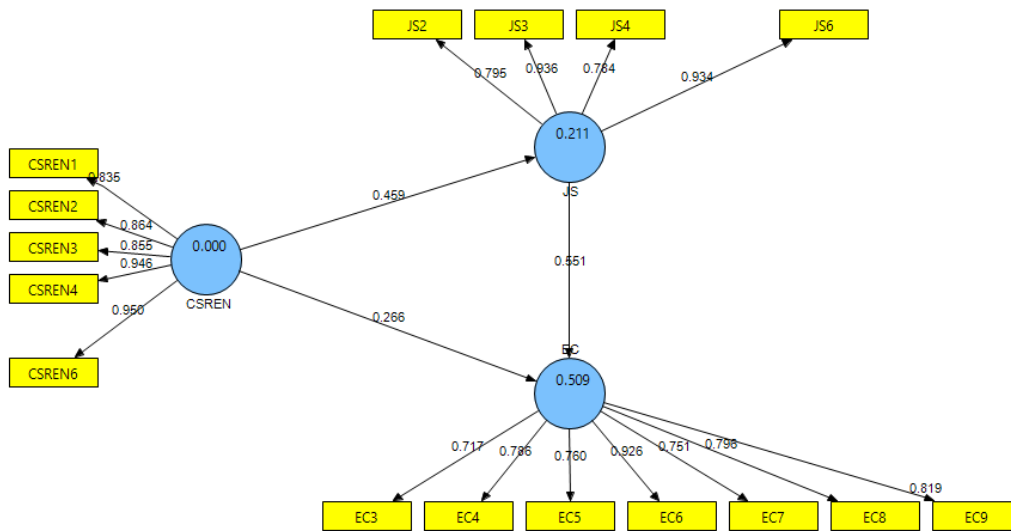 JS2
JS3
JS4
JS6
0.795
0.936
0.784
0.934
0.211
JS
CSREN1
CSREN2
CSREN3
CSREN4
CSREN6
0.835
0.864
0.855
0.946
0.950
0.000
CSREN
0.459
0.551
0.266
EC
0.509
0.717
0.786
0.760
0.926
0.751
0.796
0.819
EC3
EC4
EC5
EC6
EC7
EC8
EC9